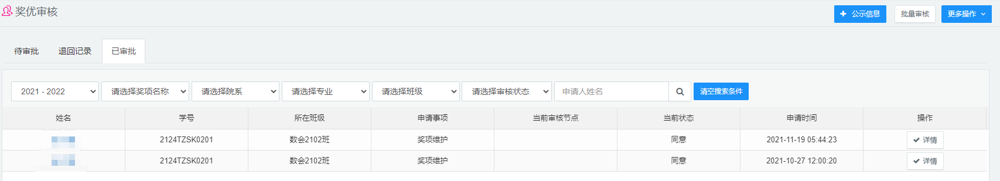 奖优审核
公示信息 批量审核 更多操作
待审批 退回记录 已审批
2021 - 2022 请选择奖项名称 请选择院系 请选择专业 请选择班级 请选择审核状态 申请人姓名 清空搜索条件
姓名 学号 所在班级 申请事项 当前审核节点 当前状态 申请时间 操作
2124TZSK0201 数会2102班 奖项维护 同意 2021-11-19 05:44:23 详情
2124TZSK0201 数会2102班 奖项维护 同意 2021-10-27 12:00:20 详情